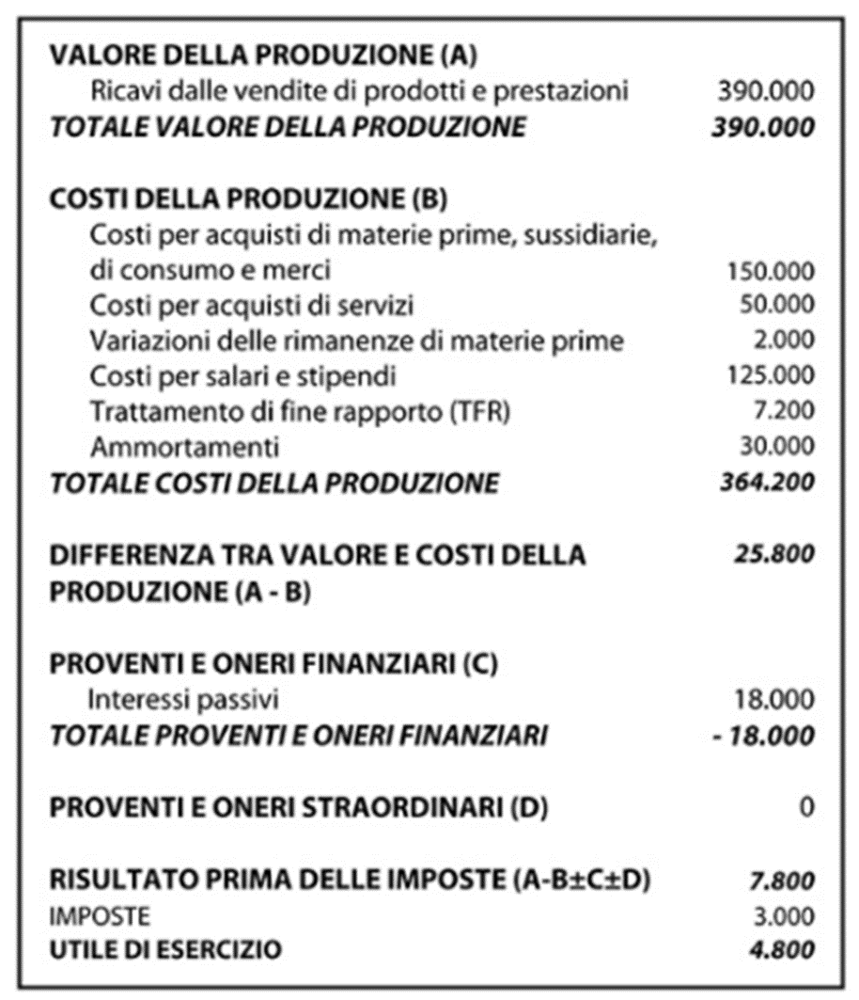 VALORE DELLA PRODUZIONE (A)
Ricavi dalle vendite di prodotti e prestazioni 390.000
TOTALE VALORE DELLA PRODUZIONE 390.000
COSTI DELLA PRODUZIONE (B)
Costi per acquisti di materie prime, sussidiarie,
di consumo e merci 150.000
Costi per acquisti di servizi 50.000
Variazioni delle rimanenze di materie prime 2.000
Costi per salari e stipendi 125.000
Trattamento di fine rapporto (TFR) 7.200
Ammortamenti 30.000
TOTALE COSTI DELLA PRODUZIONE 364.200
DIFFERENZA TRA VALORE E COSTI DELLA 25.800
PRODUZIONE (A - B)
PROVENTI E ONERI FINANZIARI (C)
Interessi passivi 18.000
TOTALE PROVENTI E ONERI FINANZIARI - 18.000
PROVENTI E ONERI STRAORDINARI (D) 0
RISULTATO PRIMA DELLE IMPOSTE (A-B±C±D) 7.800
IMPOSTE 3.000
UTILE DI ESERCIZIO 4.800